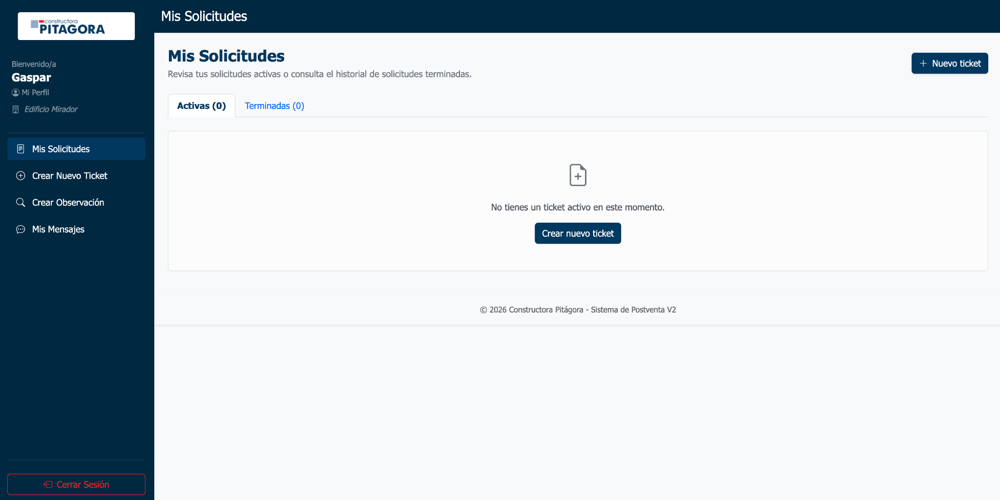 constructora
PITAGORA
Bienvenido/a
Gaspar
Mi Perfil
Edificio Mirador
Mis Solicitudes
Crear Nuevo Ticket
Crear Observación
Mis Mensajes
Cerrar Sesión
Mis Solicitudes
Mis Solicitudes
Revisa tus solicitudes activas o consulta el historial de solicitudes terminadas.
Nuevo ticket
Activas (0)
Terminadas (0)
No tienes un ticket activo en este momento.
Crear nuevo ticket
© 2026 Constructora Pitágora - Sistema de Postventa V2